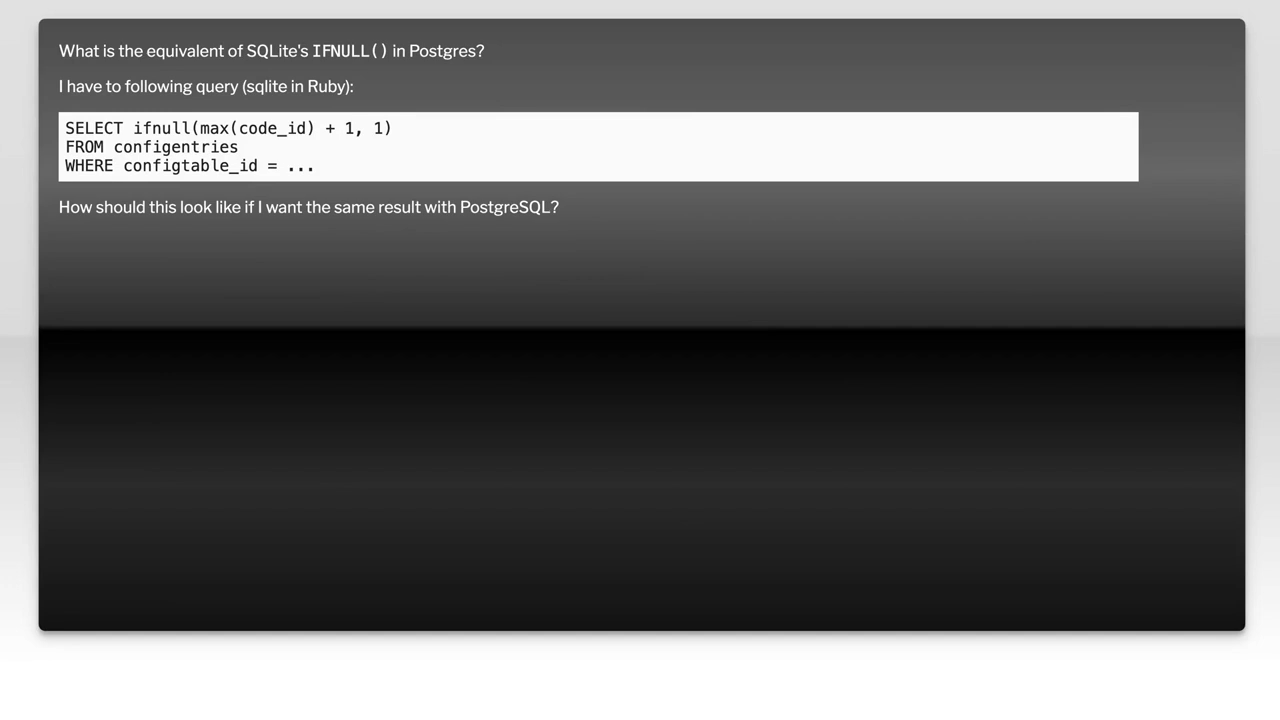 What is the equivalent of SQLite's IFNULL() in Postgres?
I have to following query (sqlite in Ruby):
SELECT ifnull(max(code_id) + 1, 1)
FROM configentries
WHERE configtable_id = ...
How should this look like if I want the same result with PostgreSQL?